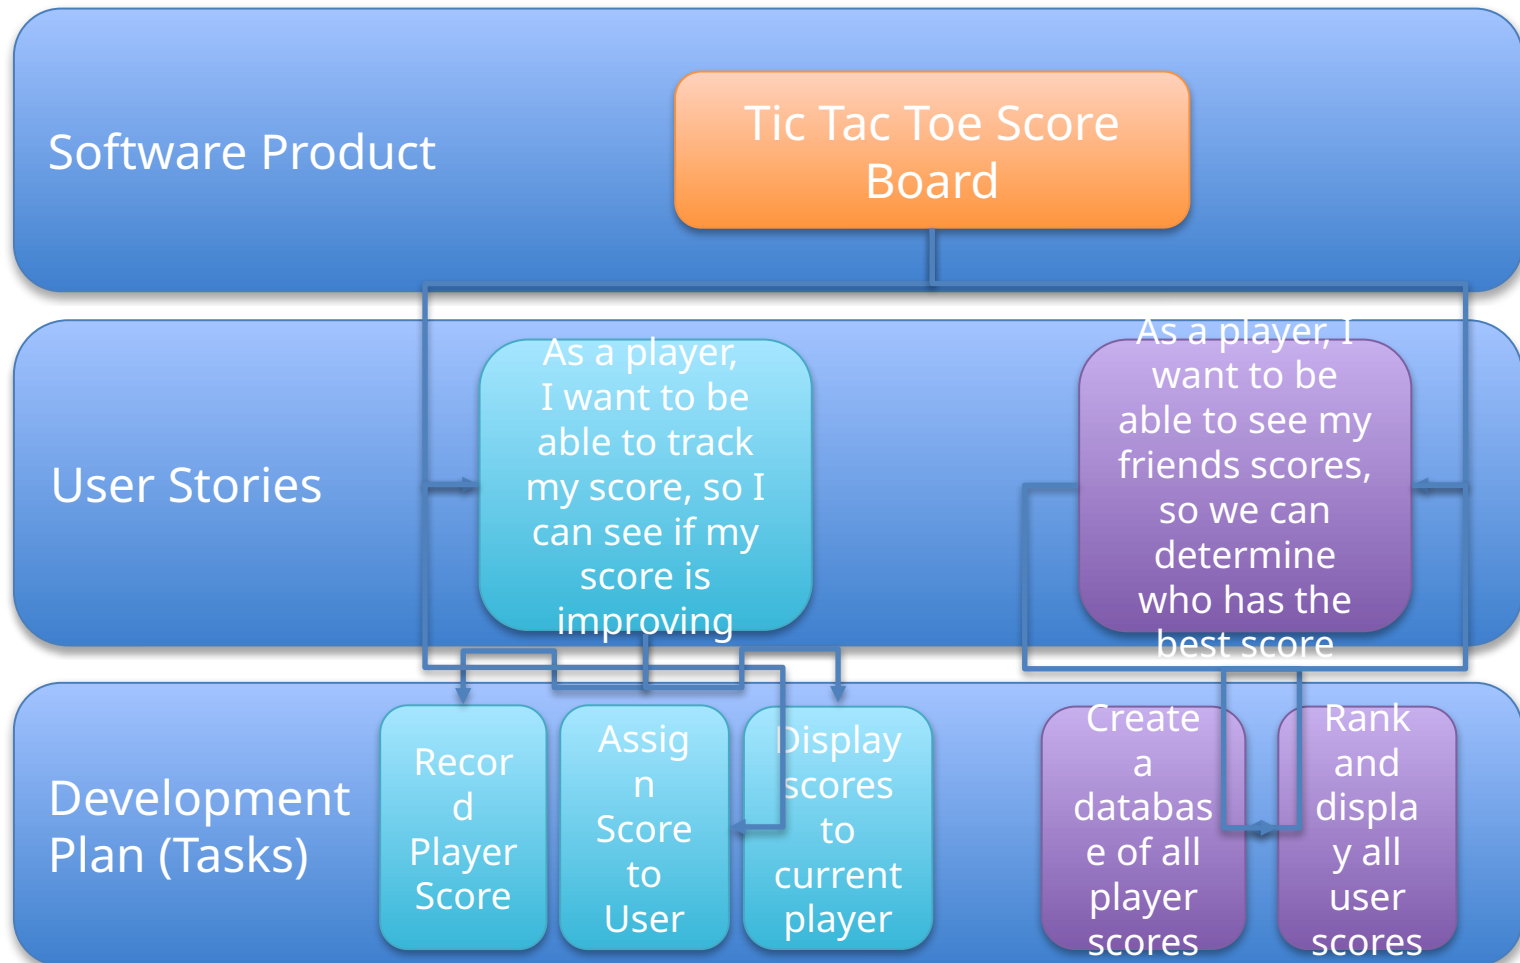 Software Product
Tic Tac Toe Score
Board
User Stories
As a player,
I want to be
able to track
my score, so I
can see if my
score is
improving
As a player, I
want to be
able to see my
friends scores,
so we can
determine
who has the
best score
Development
Plan (Tasks)
Recor
d
Player
Score
Assig
n
Score
to
User
Display
scores
to
current
player
Create
a
databas
e of all
player
scores
Rank
and
displa
y all
user
scores